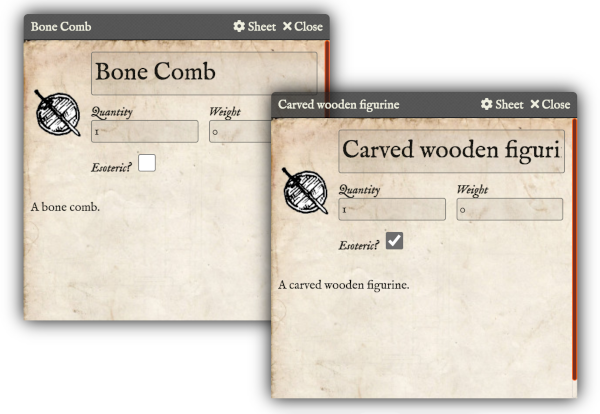 Bone Comb
Sheet
Close
Bone Comb
Quantity
Weight
1
0
Esoteric?
A bone comb.
Carved wooden figurine
Sheet
Close
Carved wooden figuri
Quantity
Weight
1
0
Esoteric?
A carved wooden figurine.